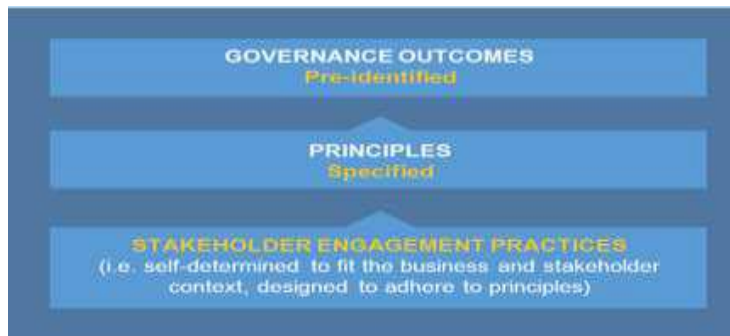 GOVERNANCE OUTCOMES
Pre-identified
PRINCIPLES
Specified
STAKEHOLDER ENGAGEMENT PRACTICES
(i.e. self-determined to fit the business and stakeholder
context, designed to adhere to principles)